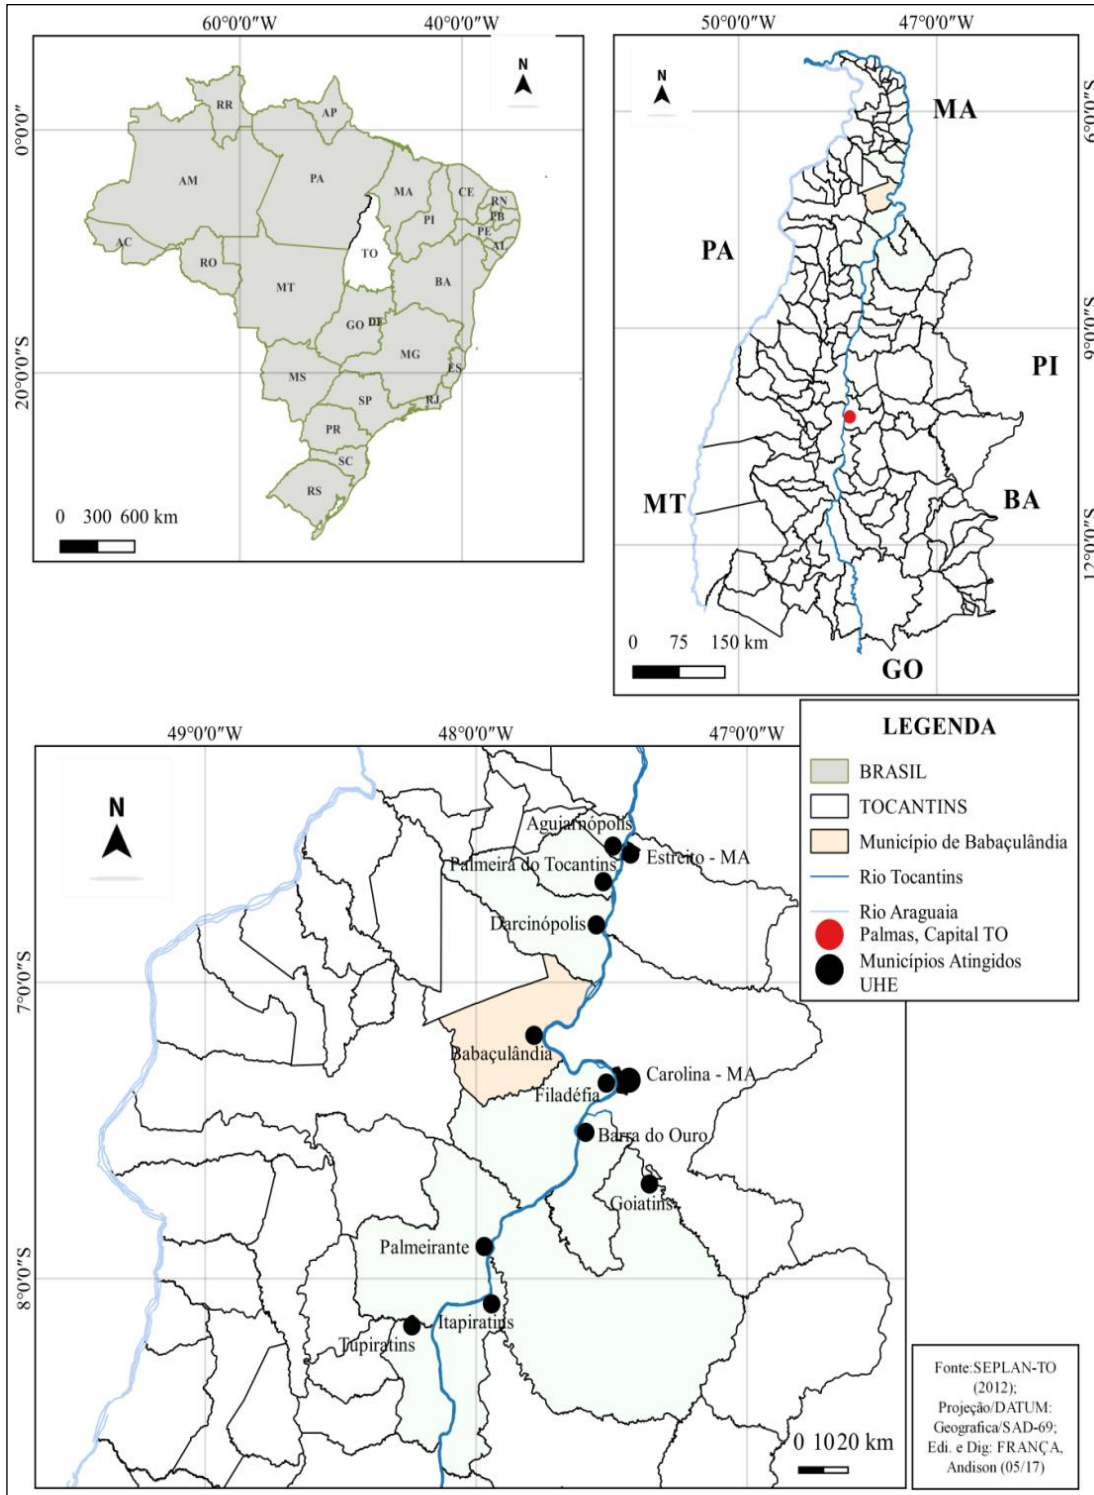 60°0'0"W 40°0'0"W
N
0°0'0"
20°0'0"S
RR
AP
AM
PA
MA
CE
RN
PB
PI
PE
AL
AC
RO
TO
BA
MT
GO
DF
MG
ES
MS
SP
RJ
PR
SC
RS
0 300 600 km
50°0'0"W 47°0'0"W
N
6°0'0"S
9°0'0"S
12°0'0"S
MA
PA
PI
MT
BA
GO
0 75 150 km
49°0'0"W 48°0'0"W 47°0'0"W
N
7°0'0"S
8°0'0"S
Aguiarnópolis
Estreito - MA
Palmeira do Tocantins
Darcinópolis
Babaçulândia
Carolina - MA
Filadéfia
Barra do Ouro
Goiatins
Palmeirante
Itapiratins
Tupiratins
0 1020 km
LEGENDA
BRASIL
TOCANTINS
Município de Babaçulândia
Rio Tocantins
Rio Araguaia
Palmas, Capital TO
Municípios Atingidos
UHE
Fonte:SEPLAN-TO
(2012);
Projeção/DATUM:
Geografica/SAD-69;
Edi. e Dig: FRANÇA,
Andison (05/17)